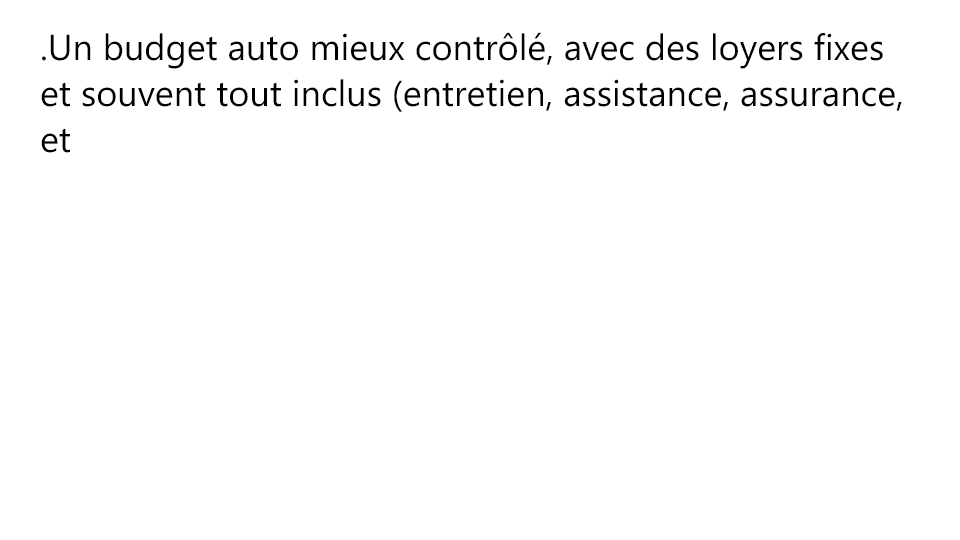 .Un budget auto mieux contrôlé, avec des loyers fixes
et souvent tout inclus (entretien, assistance, assurance,
et